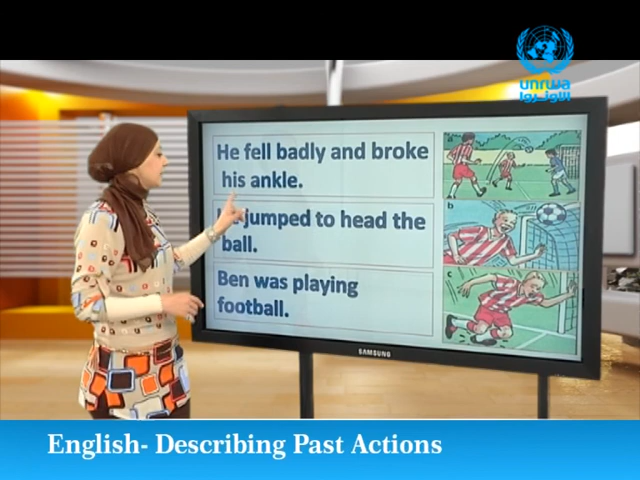 unrwa
الأونروا
He fell badly and broke
his ankle.
jumped to head the
ball.
Ben was playing
football.
a
b
c
SAMSUNG
English- Describing Past Actions